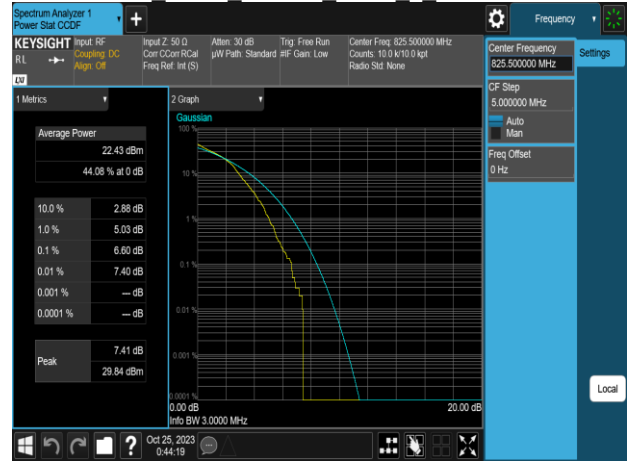 Spectrum Analyzer 1
Power Stat CCDF
Frequency
KEYSIGHT
RL
LXI
Input: RF
Coupling: DC
Align: Off
Input Z: 50 Ω
Corr CCorr RCal
Freq Ref: Int (S)
Atten: 30 dB
µW Path: Standard
Trig: Free Run
#IF Gain: Low
Center Freq: 825.500000 MHz
Counts: 10.0 k/10.0 kpt
Radio Std: None
Center Frequency
825.500000 MHz
Settings
CF Step
5.000000 MHz
Auto
Man
Freq Offset
0 Hz
Local
1 Metrics
Average Power
22.43 dBm
44.08 % at 0 dB
10.0 % 2.88 dB
1.0 % 5.03 dB
0.1 % 6.60 dB
0.01 % 7.40 dB
0.001 % --- dB
0.0001 % --- dB
Peak
7.41 dB
29.84 dBm
2 Graph
Gaussian
100 %
10 %
1 %
0.1 %
0.01 %
0.001 %
0.0001 %
0.00 dB 20.00 dB
Info BW 3.0000 MHz
?
Oct 25, 2023
0:44:19